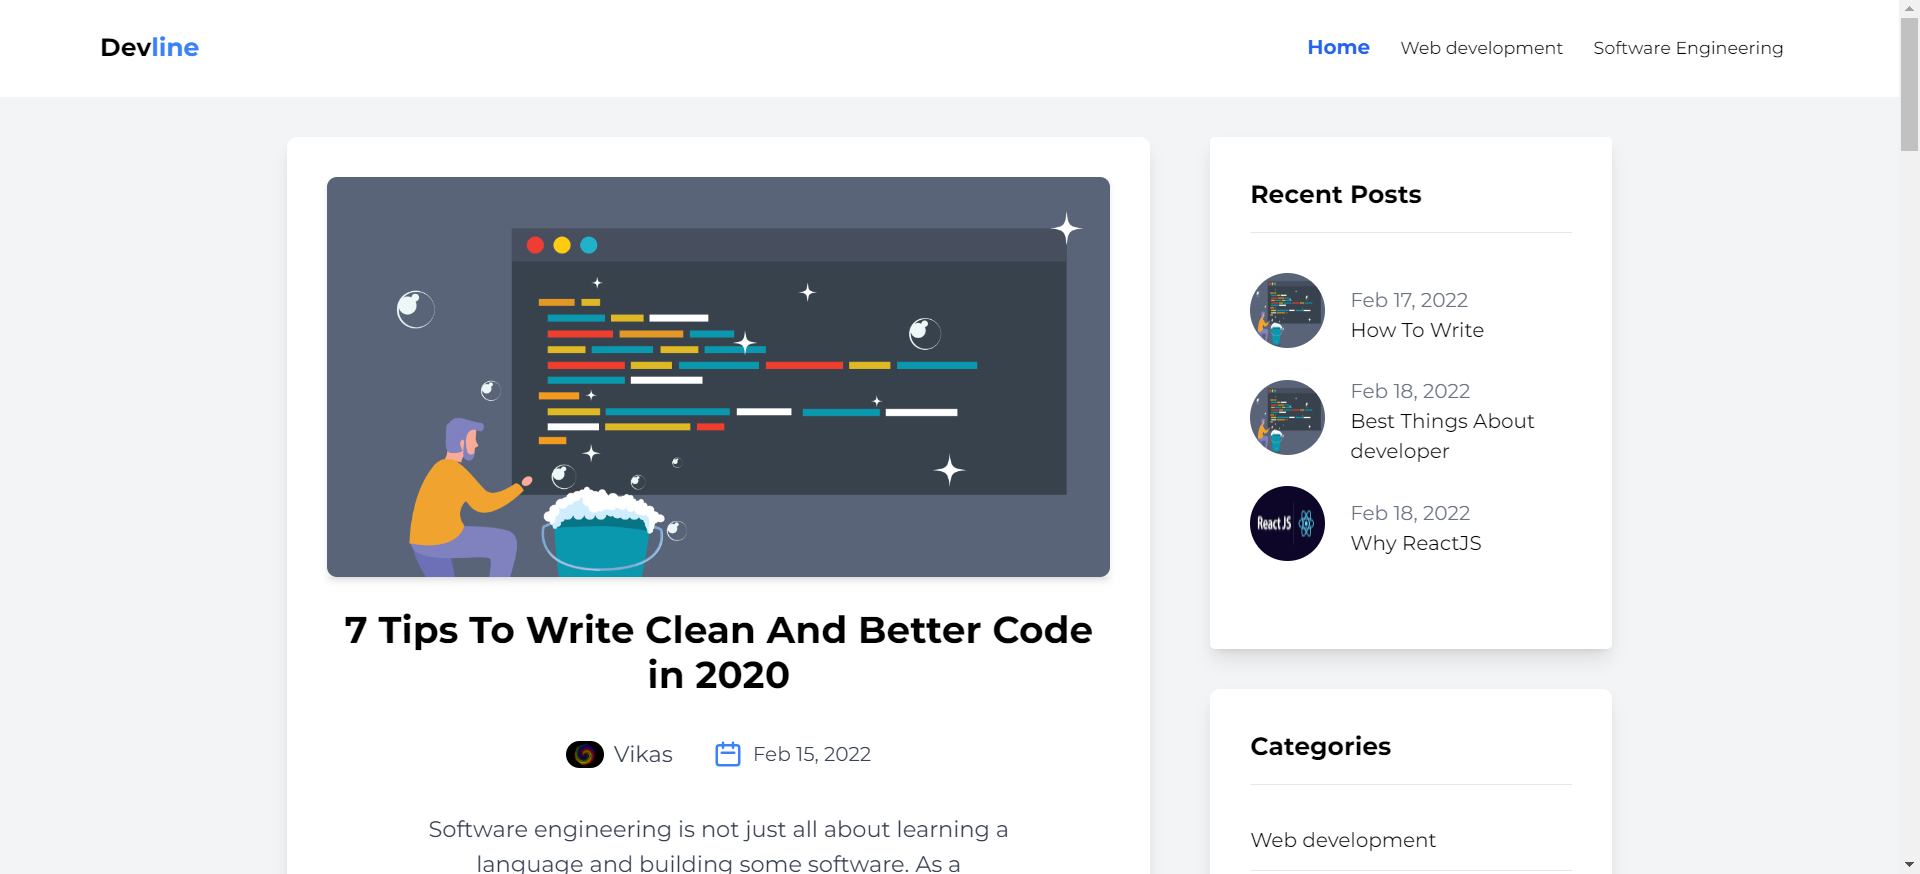 Devline
Home Web development Software Engineering
7 Tips To Write Clean And Better Code
in 2020
Vikas Feb 15, 2022
Software engineering is not just all about learning a
language and building some software. As a
Recent Posts
Feb 17, 2022
How To Write
Feb 18, 2022
Best Things About
developer
React JS
Feb 18, 2022
Why ReactJS
Categories
Web development